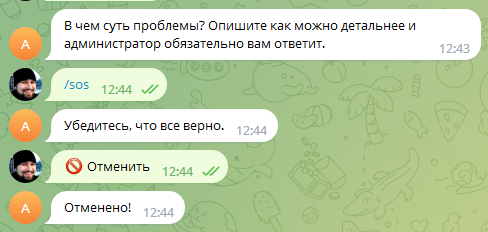 В чем суть проблемы? Опишите как можно детальнее и
администратор обязательно вам ответит. 12:43
/sos 12:44
А
Убедитесь, что все верно. 12:44
А
🚫 Отменить 12:44
Отменено! 12:44
А